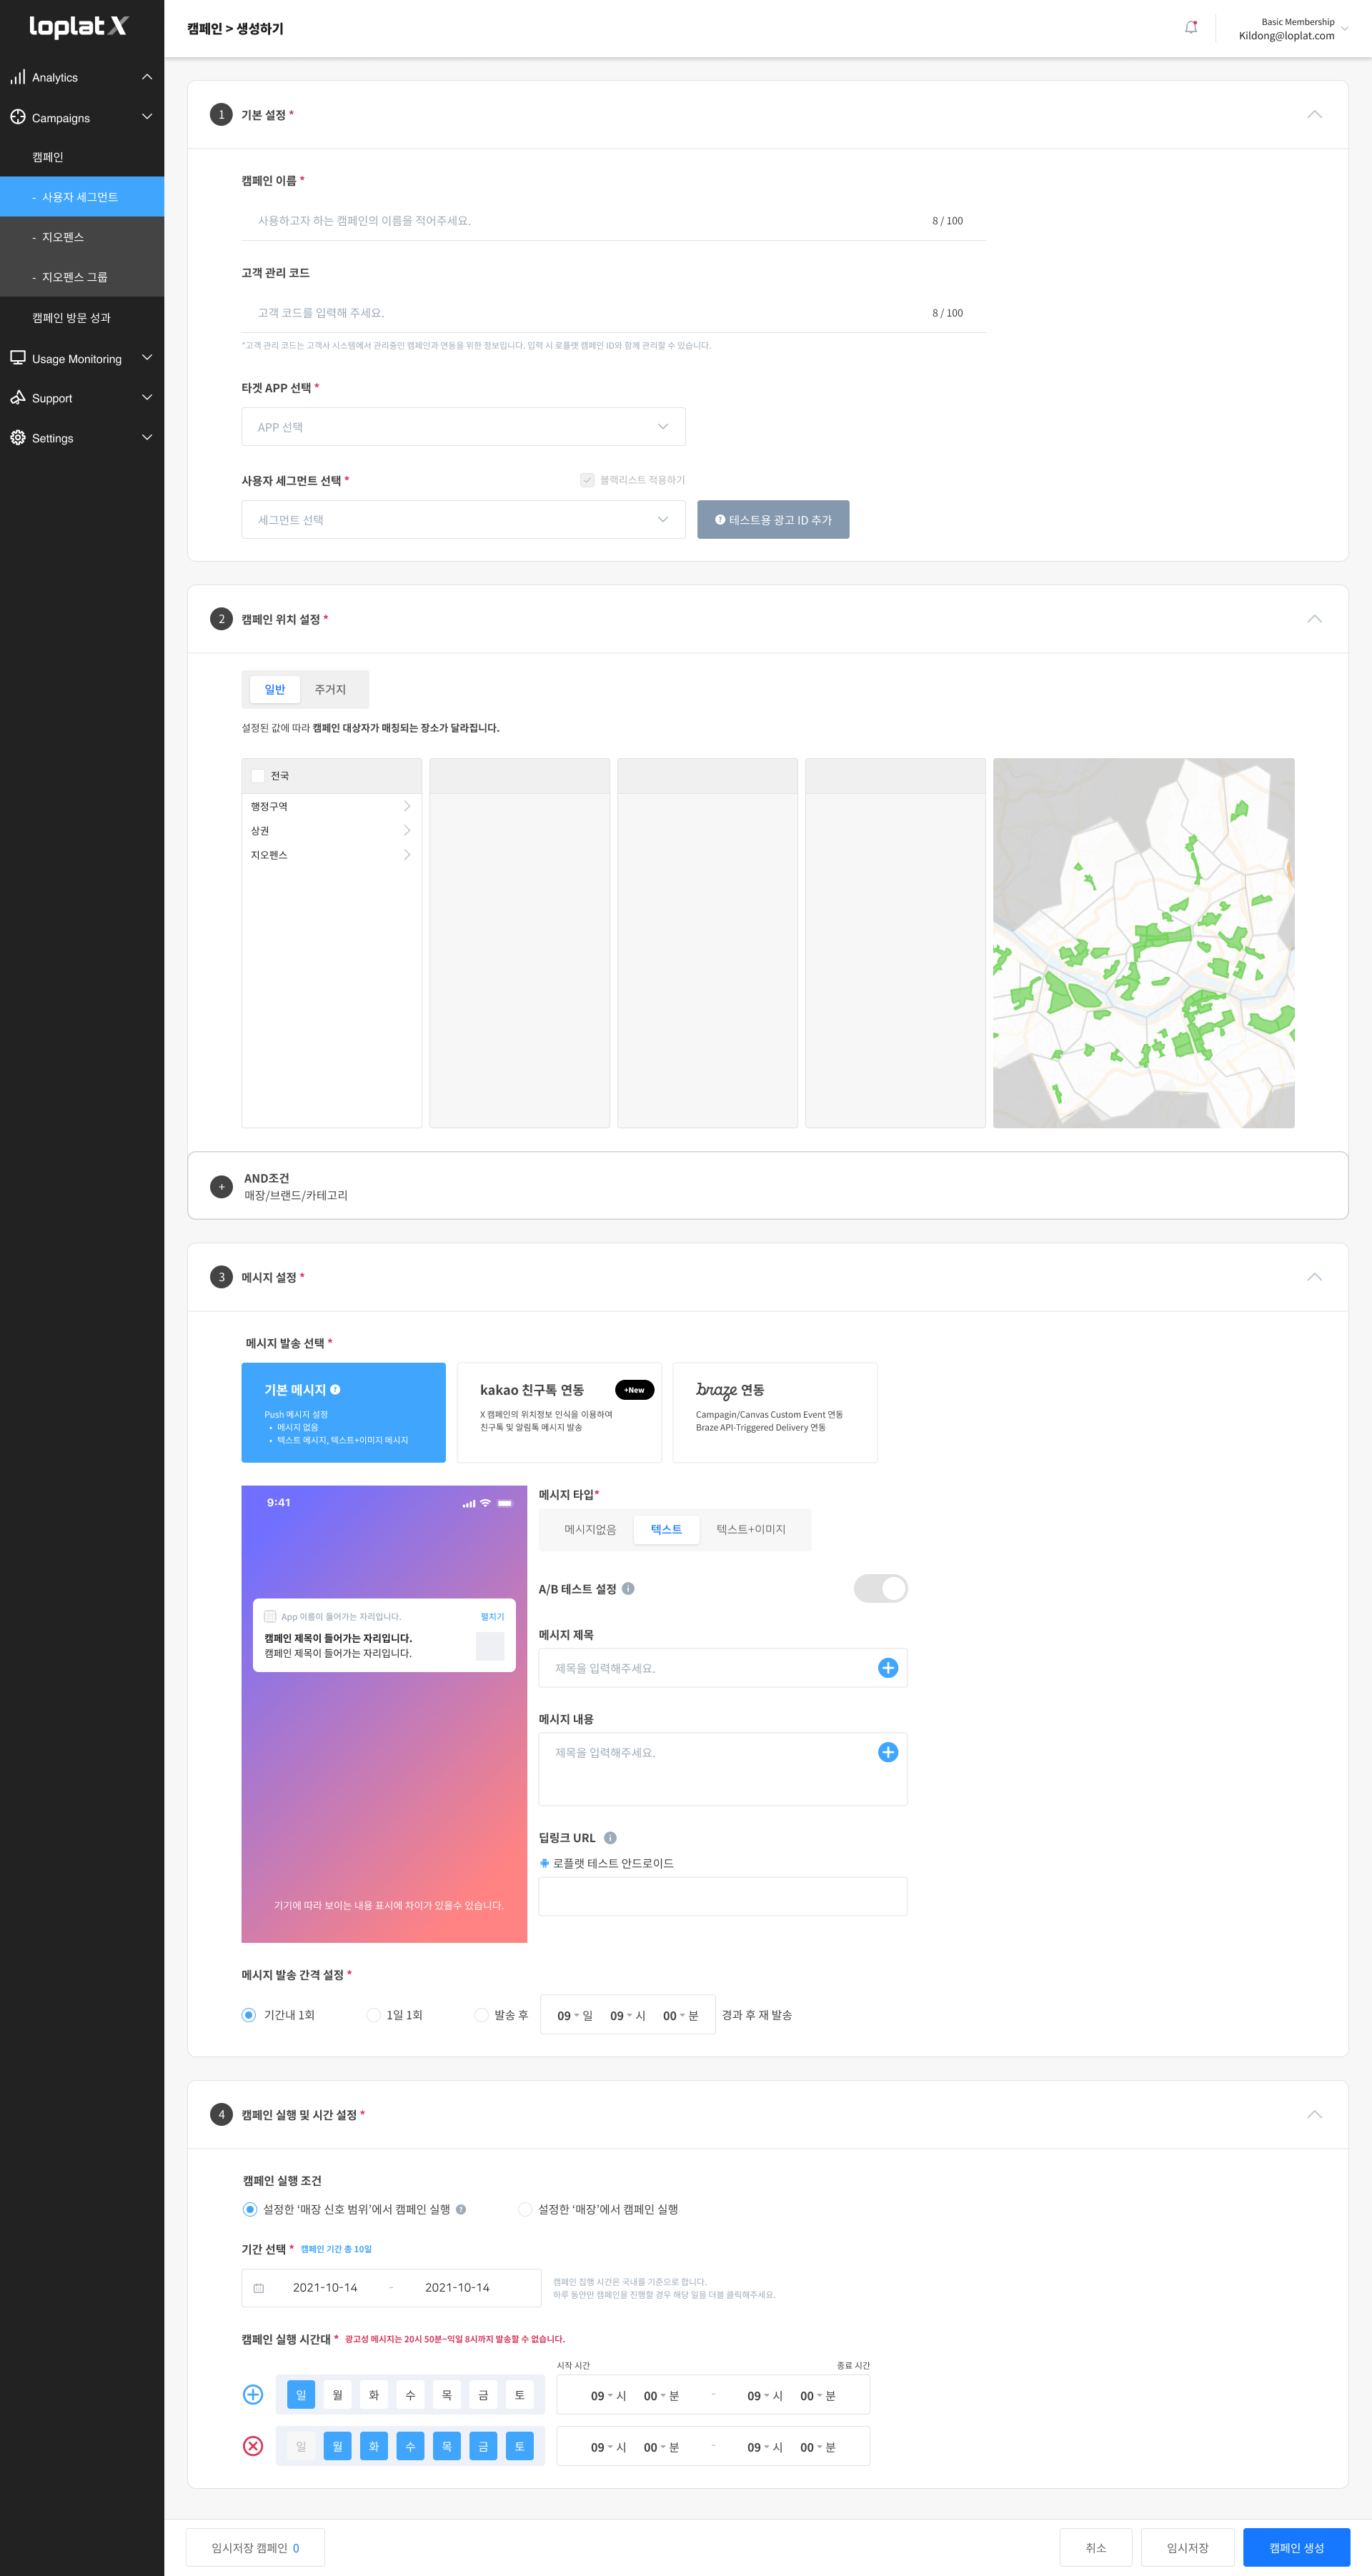 loplat X
Analytics
Campaigns
캠페인
- 사용자 세그먼트
- 지오펜스
- 지오펜스 그룹
캠페인 방문 성과
Usage Monitoring
Support
Settings
캠페인 > 생성하기
Basic Membership
Kildong@loplat.com
1 기본 설정 *
캠페인 이름 *
사용하고자 하는 캠페인의 이름을 적어주세요. 8 / 100
고객 관리 코드
고객 코드를 입력해 주세요. 8 / 100
*고객 관리 코드는 고객사 시스템에서 관리중인 캠페인과 연동을 위한 정보입니다. 입력 시 로플랫 캠페인 ID와 함께 관리할 수 있습니다.
타겟 APP 선택 *
APP 선택
사용자 세그먼트 선택 * 블랙리스트 적용하기
세그먼트 선택 테스트용 광고 ID 추가
2 캠페인 위치 설정 *
일반 주거지
설정된 값에 따라 캠페인 대상자가 매칭되는 장소가 달라집니다.
전국
행정구역
상권
지오펜스
+ AND조건
매장/브랜드/카테고리
3 메시지 설정 *
메시지 발송 선택 *
기본 메시지 ?
Push 메시지 설정
• 메시지 없음
• 텍스트 메시지, 텍스트+이미지 메시지
kakao 친구톡 연동 +New
X 캠페인의 위치정보 인식을 이용하여
친구톡 및 알림톡 메시지 발송
braze 연동
Campagin/Canvas Custom Event 연동
Braze API-Triggered Delivery 연동
9:41
App 이름이 들어가는 자리입니다. 펼치기
캠페인 제목이 들어가는 자리입니다.
캠페인 제목이 들어가는 자리입니다.
기기에 따라 보이는 내용 표시에 차이가 있을수 있습니다.
메시지 타입*
메시지없음 텍스트 텍스트+이미지
A/B 테스트 설정 i
메시지 제목
제목을 입력해주세요.
메시지 내용
제목을 입력해주세요.
딥링크 URL i
로플랫 테스트 안드로이드
메시지 발송 간격 설정 *
기간내 1회 1일 1회 발송 후 09 일 09 시 00 분 경과 후 재 발송
4 캠페인 실행 및 시간 설정 *
캠페인 실행 조건
설정한 ‘매장 신호 범위’에서 캠페인 실행 ? 설정한 ‘매장’에서 캠페인 실행
기간 선택 * 캠페인 기간 총 10일
2021-10-14 - 2021-10-14
캠페인 집행 시간은 국내를 기준으로 합니다.
하루 동안만 캠페인을 진행할 경우 해당 일을 더블 클릭해주세요.
캠페인 실행 시간대 * 광고성 메시지는 20시 50분~익일 8시까지 발송할 수 없습니다.
시작 시간 종료 시간
일 월 화 수 목 금 토 09 시 00 분 - 09 시 00 분
일 월 화 수 목 금 토 09 시 00 분 - 09 시 00 분
임시저장 캠페인 0 취소 임시저장 캠페인 생성